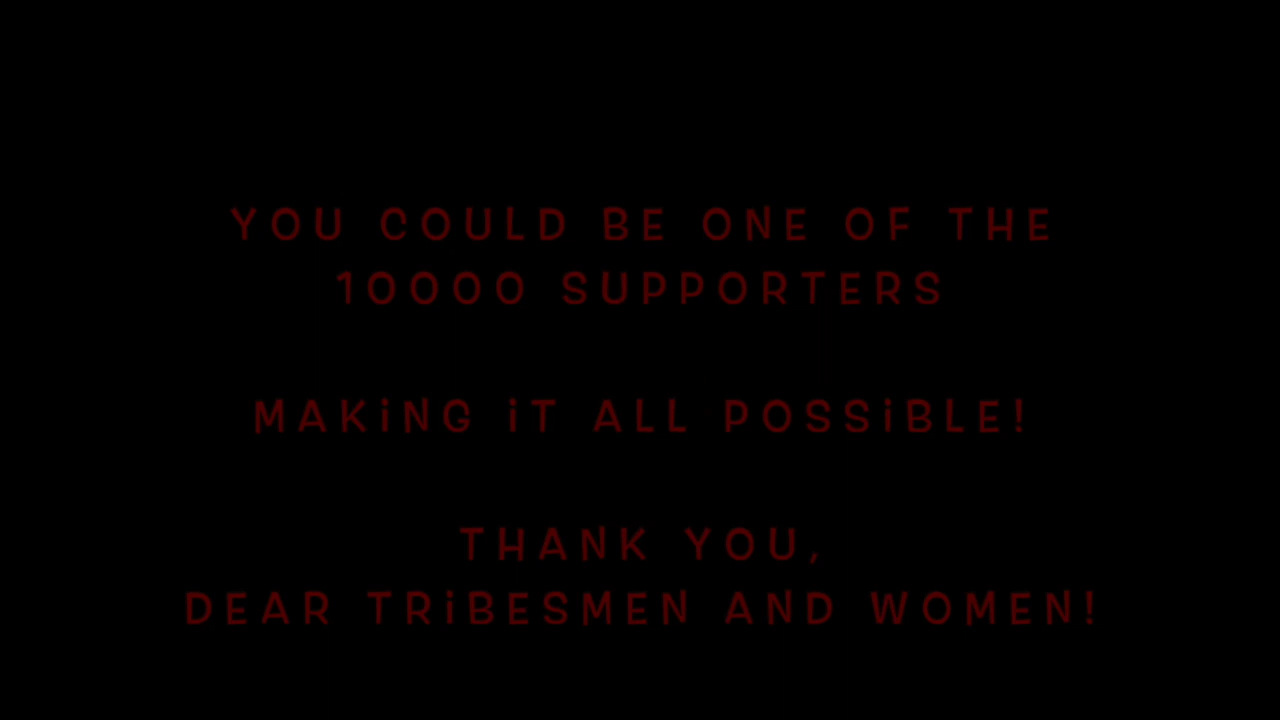 YOU COULD BE ONE OF THE
10000 SUPPORTERS
MAKiNG iT ALL POSSiBLE!
THANK YOU,
DEAR TRiBESMEN AND WOMEN!